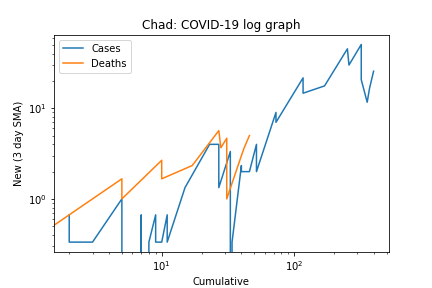 Chad: COVID-19 log graph
Cases
Deaths
New (3 day SMA)
10¹
10⁰
10¹
10²
Cumulative